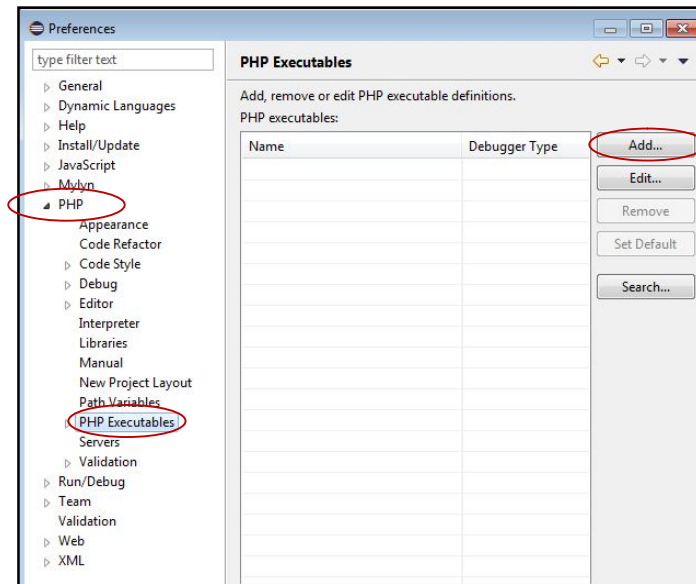 Preferences
type filter text
General
Dynamic Languages
Help
Install/Update
JavaScript
Mylyn
PHP
Appearance
Code Refactor
Code Style
Debug
Editor
Interpreter
Libraries
Manual
New Project Layout
Path Variables
PHP Executables
Servers
Validation
Run/Debug
Team
Validation
Web
XML
PHP Executables
Add, remove or edit PHP executable definitions.
PHP executables:
Name Debugger Type
Add...
Edit...
Remove
Set Default
Search...